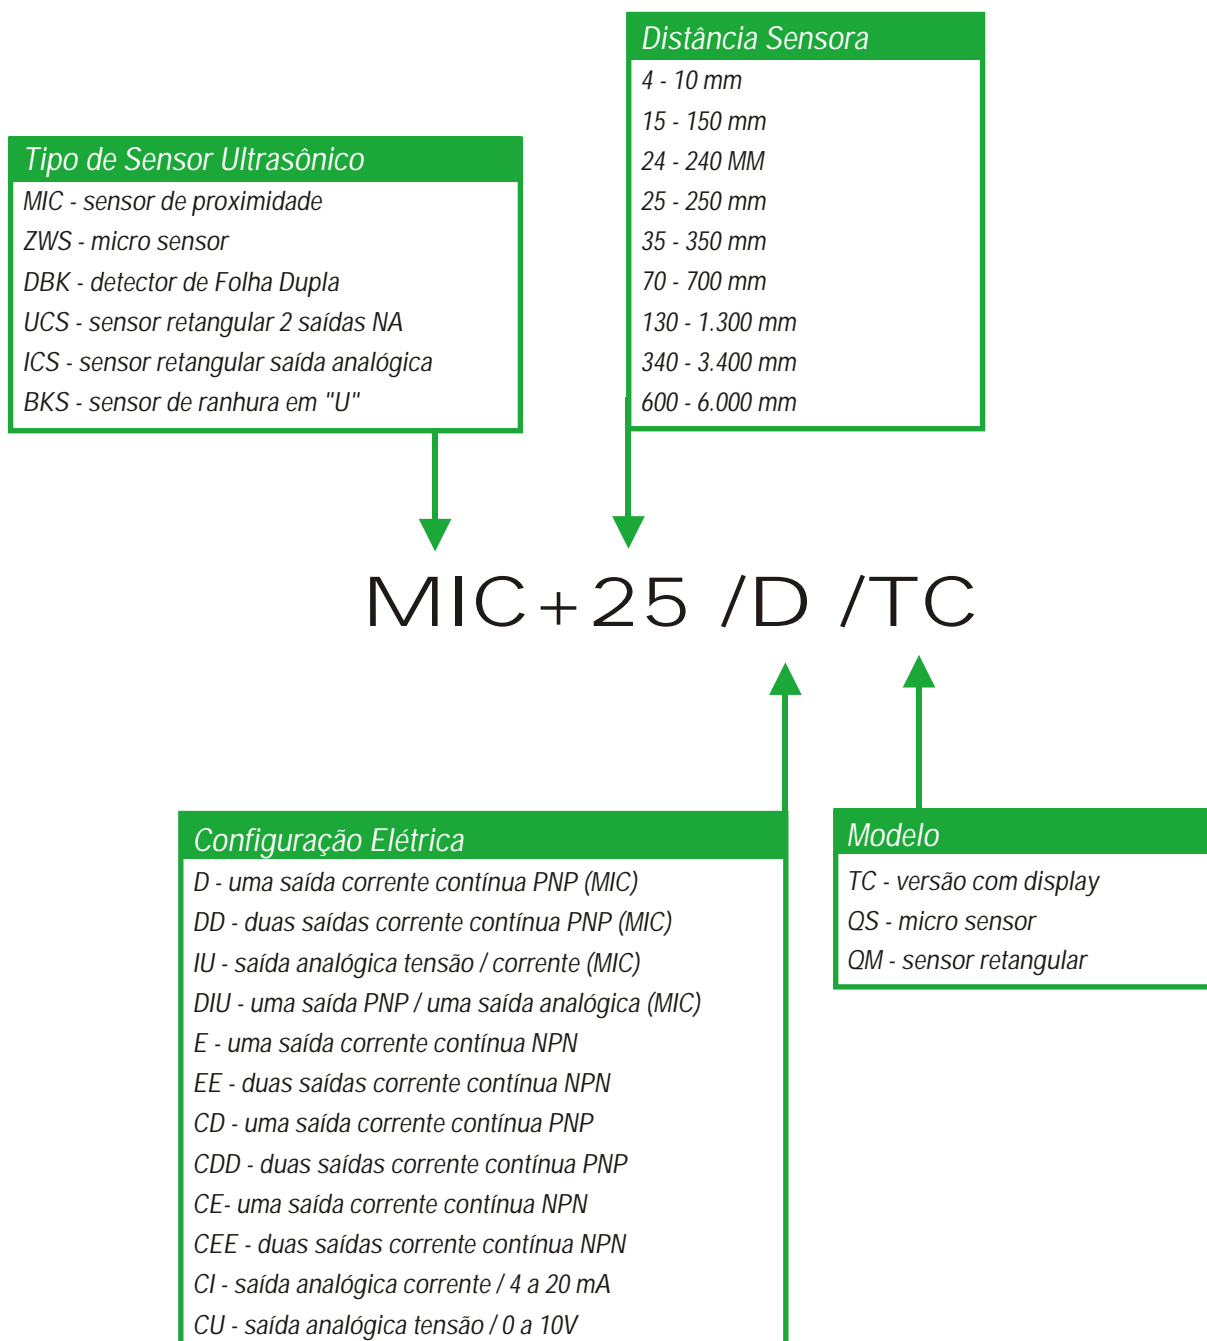 Distância Sensora
4 - 10 mm
15 - 150 mm
24 - 240 MM
25 - 250 mm
35 - 350 mm
70 - 700 mm
130 - 1.300 mm
340 - 3.400 mm
600 - 6.000 mm
Tipo de Sensor Ultrasônico
MIC - sensor de proximidade
ZWS - micro sensor
DBK - detector de Folha Dupla
UCS - sensor retangular 2 saídas NA
ICS - sensor retangular saída analógica
BKS - sensor de ranhura em "U"
MIC+25 /D /TC
Configuração Elétrica
D - uma saída corrente contínua PNP (MIC)
DD - duas saídas corrente contínua PNP (MIC)
IU - saída analógica tensão / corrente (MIC)
DIU - uma saída PNP / uma saída analógica (MIC)
E - uma saída corrente contínua NPN
EE - duas saídas corrente contínua NPN
CD - uma saída corrente contínua PNP
CDD - duas saídas corrente contínua PNP
CE- uma saída corrente contínua NPN
CEE - duas saídas corrente contínua NPN
CI - saída analógica corrente / 4 a 20 mA
CU - saída analógica tensão / 0 a 10V
Modelo
TC - versão com display
QS - micro sensor
QM - sensor retangular